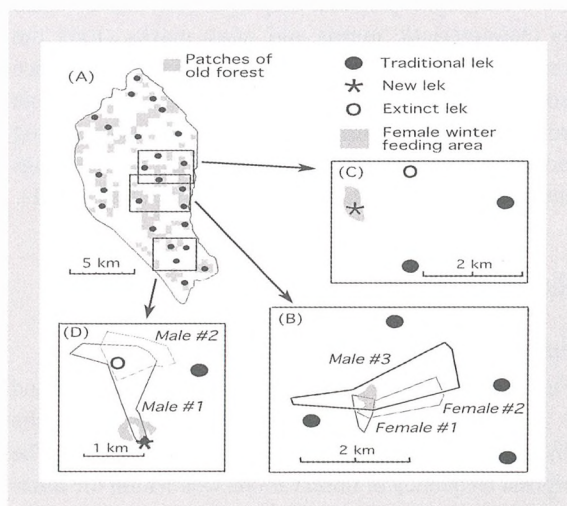 (A)
Patches of
old forest
Traditional lek
New lek
Extinct lek
Female winter
feeding area
5 km
(C)
2 km
(D)
Male #2
Male #1
1 km
(B)
Male #3
Female #2
Female #1
2 km